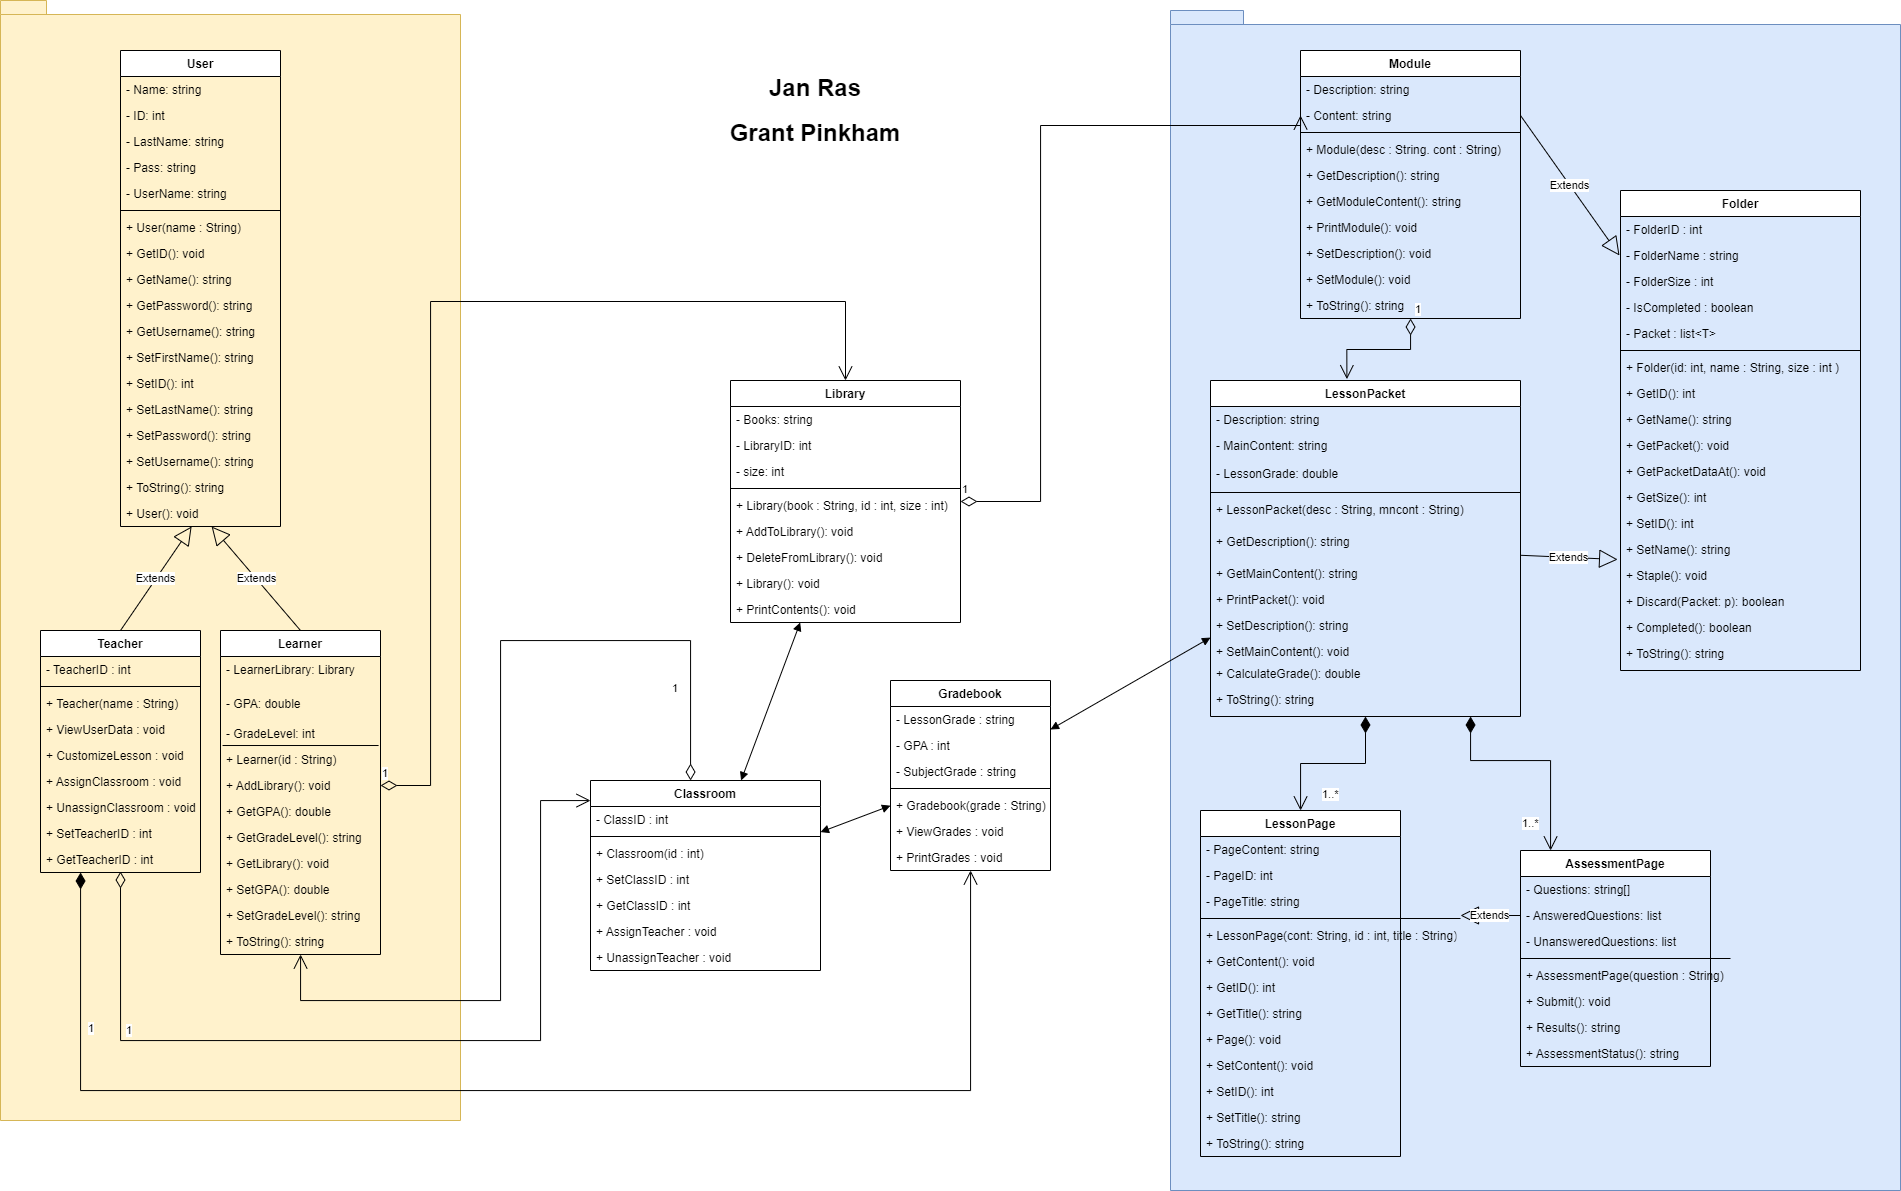 Jan Ras
Grant Pinkham
User
- Name: string
- ID: int
- LastName: string
- Pass: string
- UserName: string
+ User(name : String)
+ GetID(): void
+ GetName(): string
+ GetPassword(): string
+ GetUsername(): string
+ SetFirstName(): string
+ SetID(): int
+ SetLastName(): string
+ SetPassword(): string
+ SetUsername(): string
+ ToString(): string
+ User(): void
Extends
Extends
Teacher
- TeacherID : int
+ Teacher(name : String)
+ ViewUserData : void
+ CustomizeLesson : void
+ AssignClassroom : void
+ UnassignClassroom : void
+ SetTeacherID : int
+ GetTeacherID : int
1
1
Learner
- LearnerLibrary: Library
- GPA: double
- GradeLevel: int
+ Learner(id : String)
+ AddLibrary(): void
+ GetGPA(): double
+ GetGradeLevel(): string
+ GetLibrary(): void
+ SetGPA(): double
+ SetGradeLevel(): string
+ ToString(): string
1
Library
- Books: string
- LibraryID: int
- size: int
+ Library(book : String, id : int, size : int)
+ AddToLibrary(): void
+ DeleteFromLibrary(): void
+ Library(): void
+ PrintContents(): void
1
1
Classroom
- ClassID : int
+ Classroom(id : int)
+ SetClassID : int
+ GetClassID : int
+ AssignTeacher : void
+ UnassignTeacher : void
Gradebook
- LessonGrade : string
- GPA : int
- SubjectGrade : string
+ Gradebook(grade : String)
+ ViewGrades : void
+ PrintGrades : void
Module
- Description: string
- Content: string
+ Module(desc : String. cont : String)
+ GetDescription(): string
+ GetModuleContent(): string
+ PrintModule(): void
+ SetDescription(): void
+ SetModule(): void
+ ToString(): string
1
Extends
Folder
- FolderID : int
- FolderName : string
- FolderSize : int
- IsCompleted : boolean
- Packet : list<T>
+ Folder(id: int, name : String, size : int )
+ GetID(): int
+ GetName(): string
+ GetPacket(): void
+ GetPacketDataAt(): void
+ GetSize(): int
+ SetID(): int
+ SetName(): string
+ Staple(): void
+ Discard(Packet: p): boolean
+ Completed(): boolean
+ ToString(): string
LessonPacket
- Description: string
- MainContent: string
- LessonGrade: double
+ LessonPacket(desc : String, mncont : String)
+ GetDescription(): string
+ GetMainContent(): string
+ PrintPacket(): void
+ SetDescription(): string
+ SetMainContent(): void
+ CalculateGrade(): double
+ ToString(): string
Extends
1..*
1..*
LessonPage
- PageContent: string
- PageID: int
- PageTitle: string
+ LessonPage(cont: String, id : int, title : String)
+ GetContent(): void
+ GetID(): int
+ GetTitle(): string
+ Page(): void
+ SetContent(): void
+ SetID(): int
+ SetTitle(): string
+ ToString(): string
Extends
AssessmentPage
- Questions: string[]
- AnsweredQuestions: list
- UnansweredQuestions: list
+ AssessmentPage(question : String)
+ Submit(): void
+ Results(): string
+ AssessmentStatus(): string